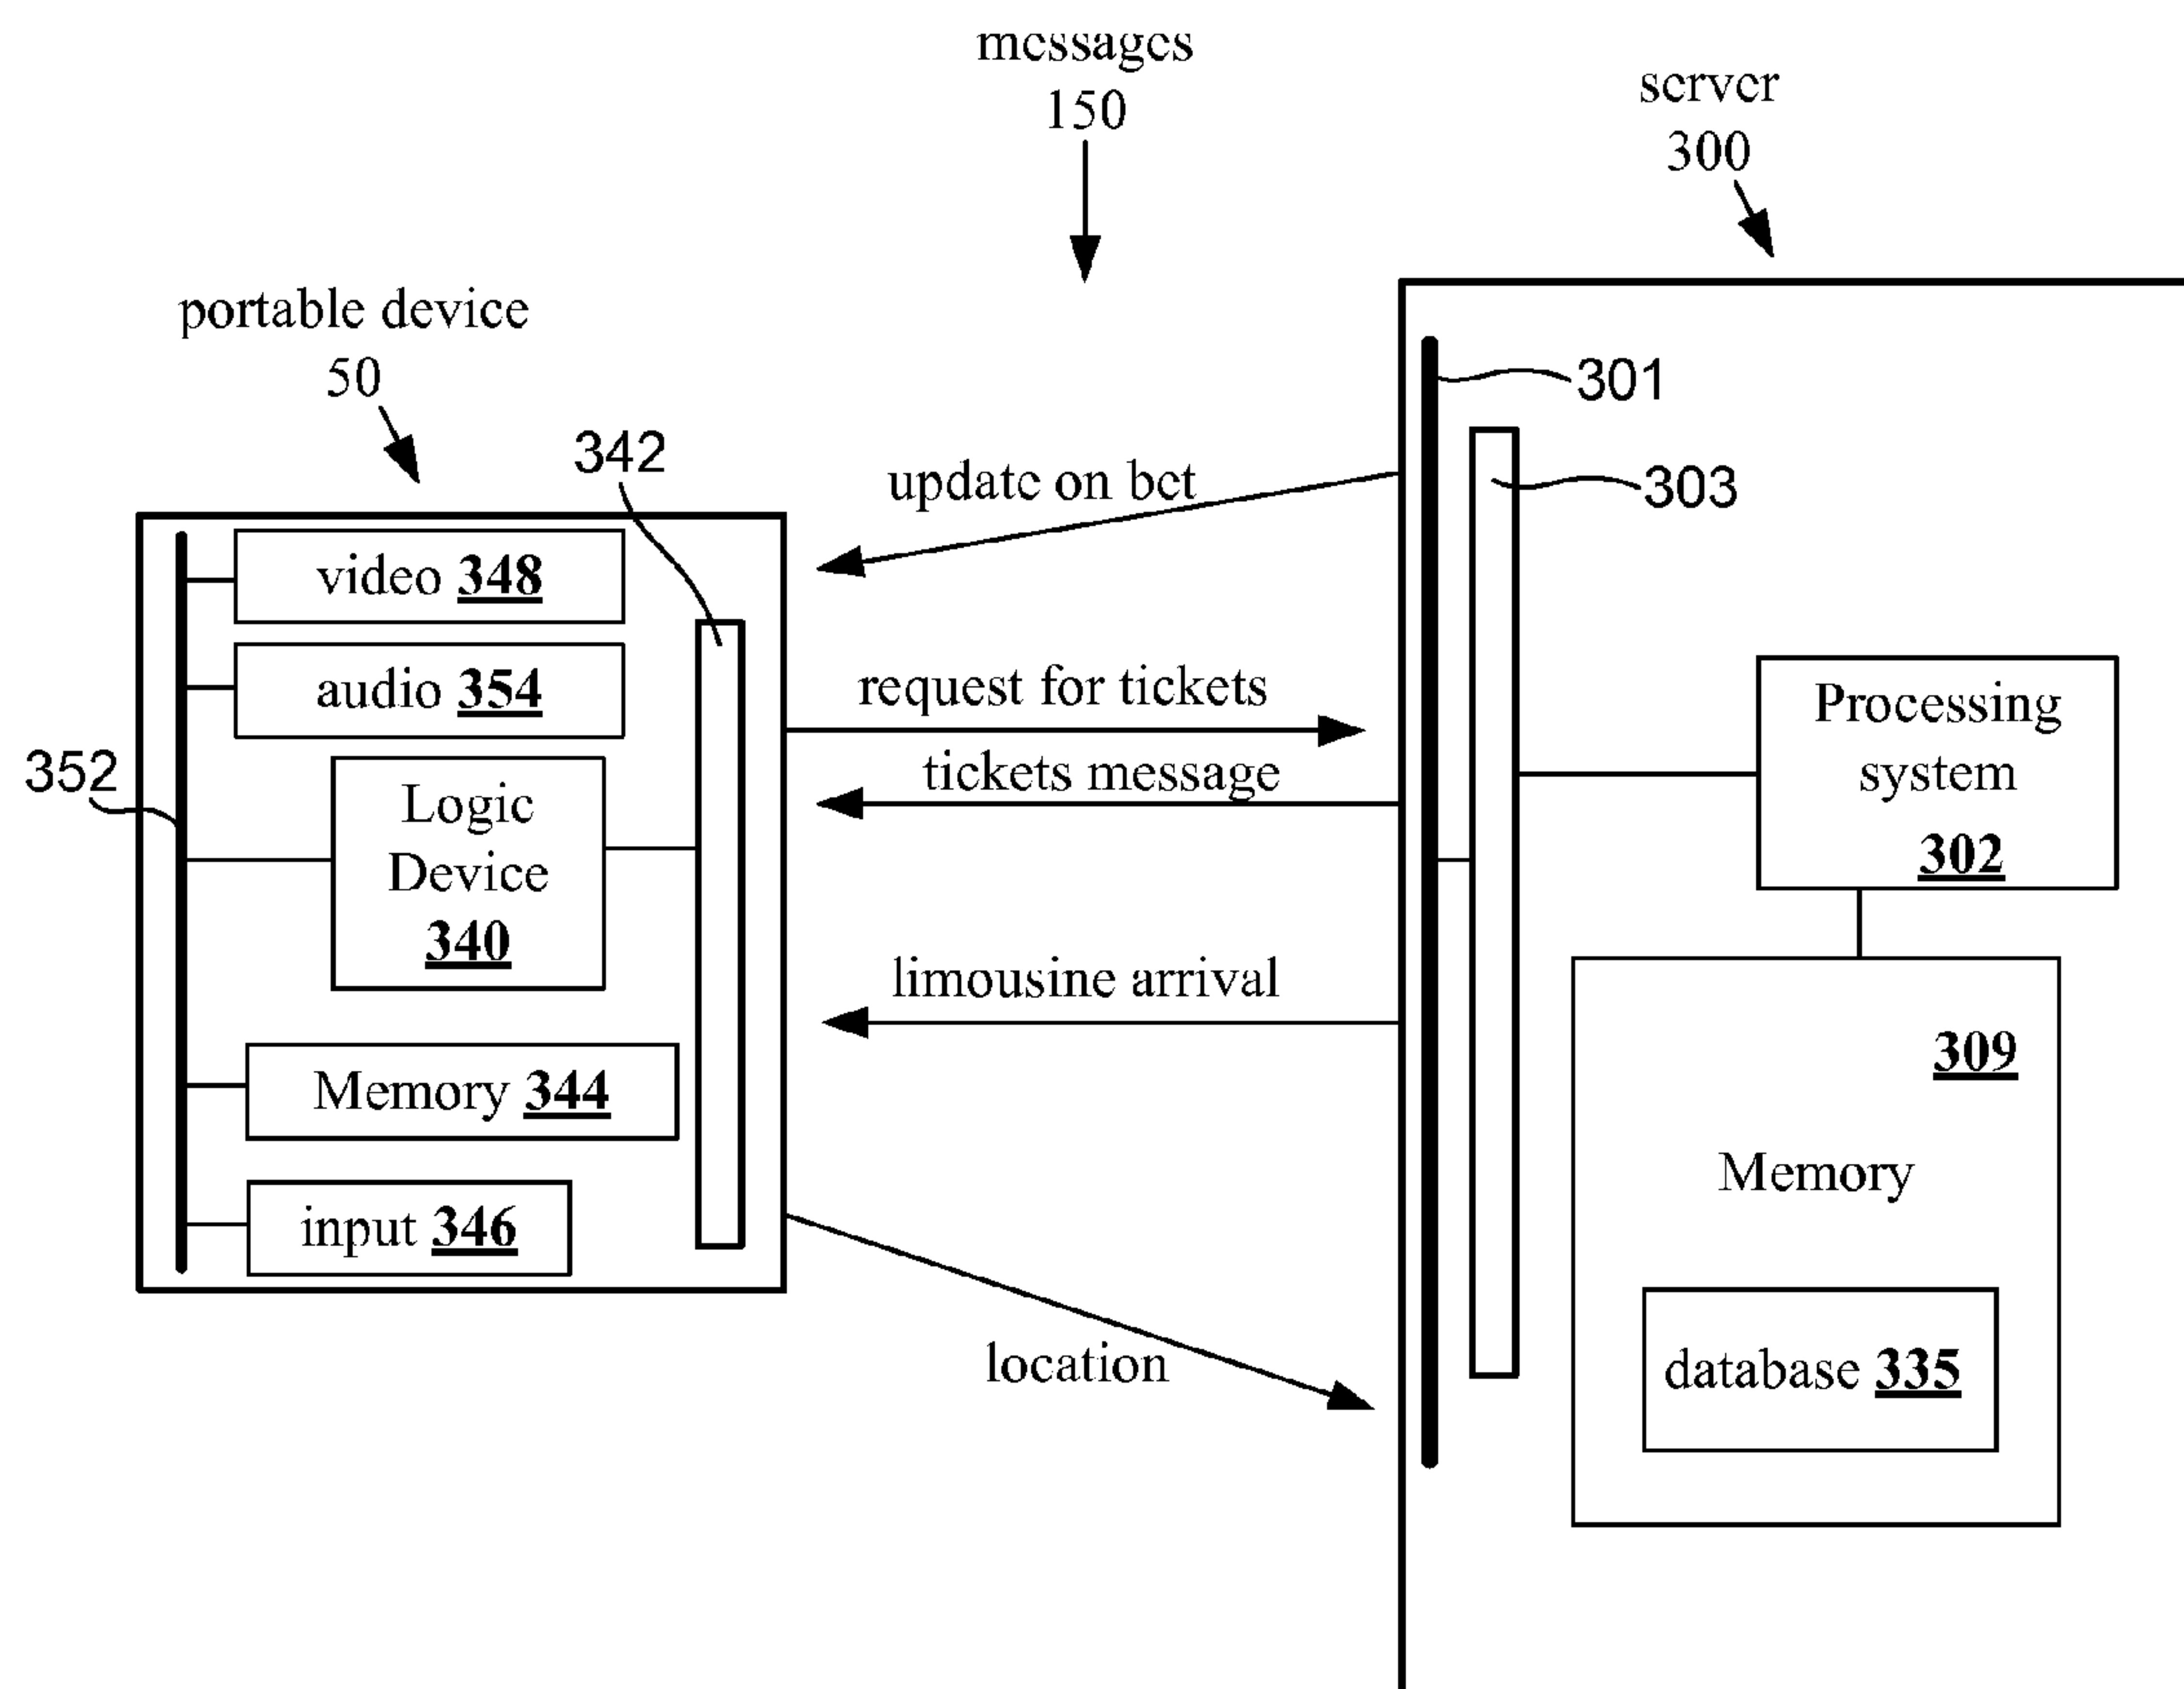 messages
150
server
300
portable device
50
301
342
update on bet
303
video 348
audio 354
request for tickets
Processing
system
302
352
tickets message
Logic
Device
340
limousine arrival
309
Memory 344
Memory
input 346
location
database 335